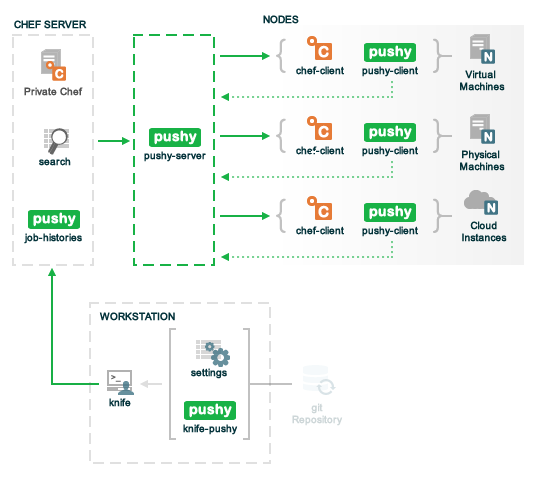 CHEF SERVER
NODES
C
Private Chef
search
pushy
job-histories
pushy
pushy-server
C
chef-client
pushy
pushy-client
N
Virtual
Machines
C
chef-client
pushy
pushy-client
N
Physical
Machines
C
chef-client
pushy
pushy-client
N
Cloud
Instances
WORKSTATION
>_
knife
settings
pushy
knife-pushy
git
Repository